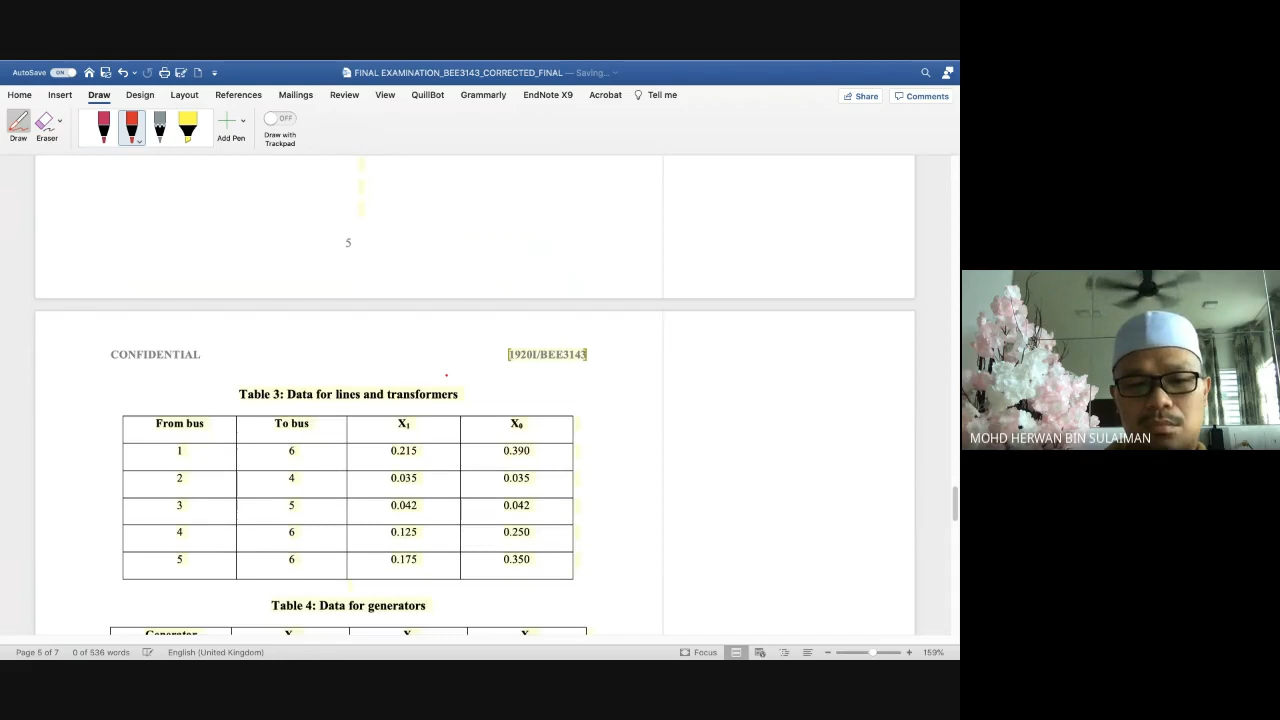 AutoSave ON FINAL EXAMINATION_BEE3143_CORRECTED_FINAL — Saving...
Home Insert Draw Design Layout References Mailings Review View QuillBot Grammarly EndNote X9 Acrobat Tell me Share Comments
OFF
Draw Eraser Add Pen Draw with
Trackpad
5
CONFIDENTIAL [1920I/BEE3143]
Table 3: Data for lines and transformers
From bus To bus X1 X0
1 6 0.215 0.390
2 4 0.035 0.035
3 5 0.042 0.042
4 6 0.125 0.250
5 6 0.175 0.350
Table 4: Data for generators
Generator X X X
Page 5 of 7 0 of 536 words English (United Kingdom) Focus 159%
MOHD HERWAN BIN SULAIMAN